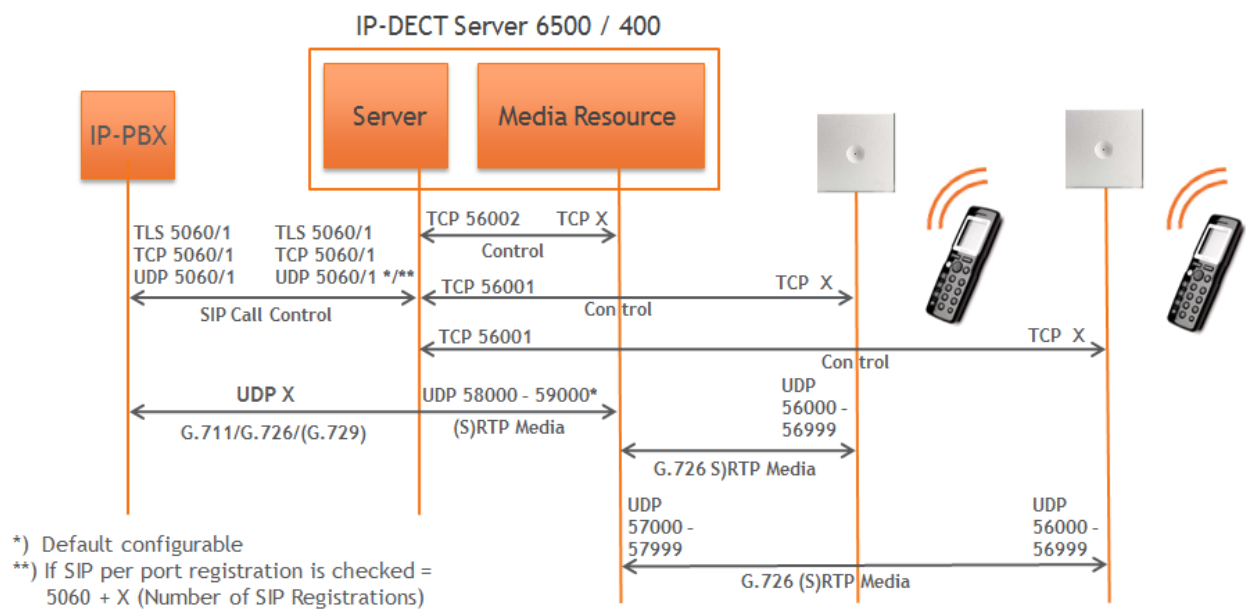 IP-DECT Server 6500 / 400
IP-PBX
Server
Media Resource
TCP 56002
TCP X
Control
TLS 5060/1
TLS 5060/1
TCP 5060/1
TCP 5060/1
UDP 5060/1
UDP 5060/1 */**
SIP Call Control
TCP 56001
TCP X
Control
TCP 56001
TCP X
Control
UDP X
UDP 58000 - 59000*
G.711/G.726/(G.729)
(S)RTP Media
UDP
56000 -
56999
G.726 S)RTP Media
UDP
57000 -
57999
UDP
56000 -
56999
G.726 (S)RTP Media
*) Default configurable
**) If SIP per port registration is checked =
5060 + X (Number of SIP Registrations)